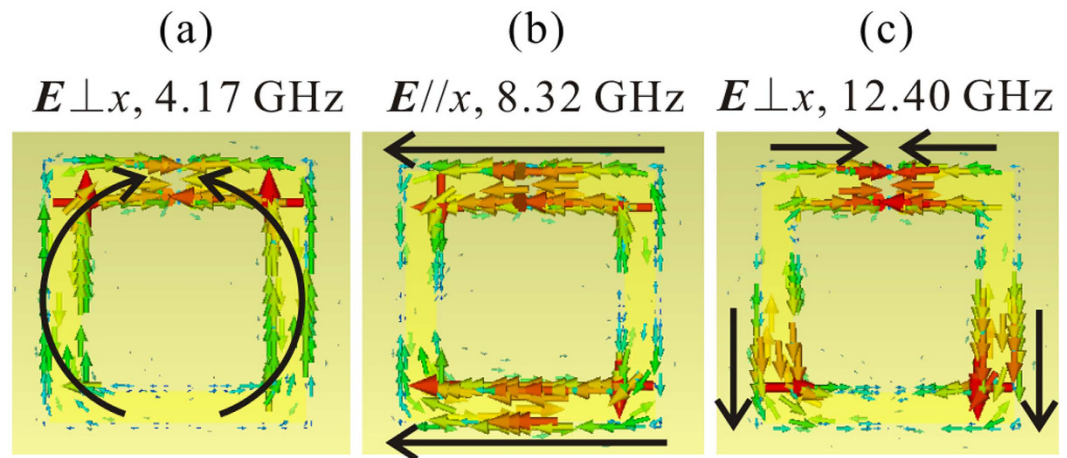 (a)
(b)
(c)
E⊥x, 4.17 GHz
E//x, 8.32 GHz
E⊥x, 12.40 GHz